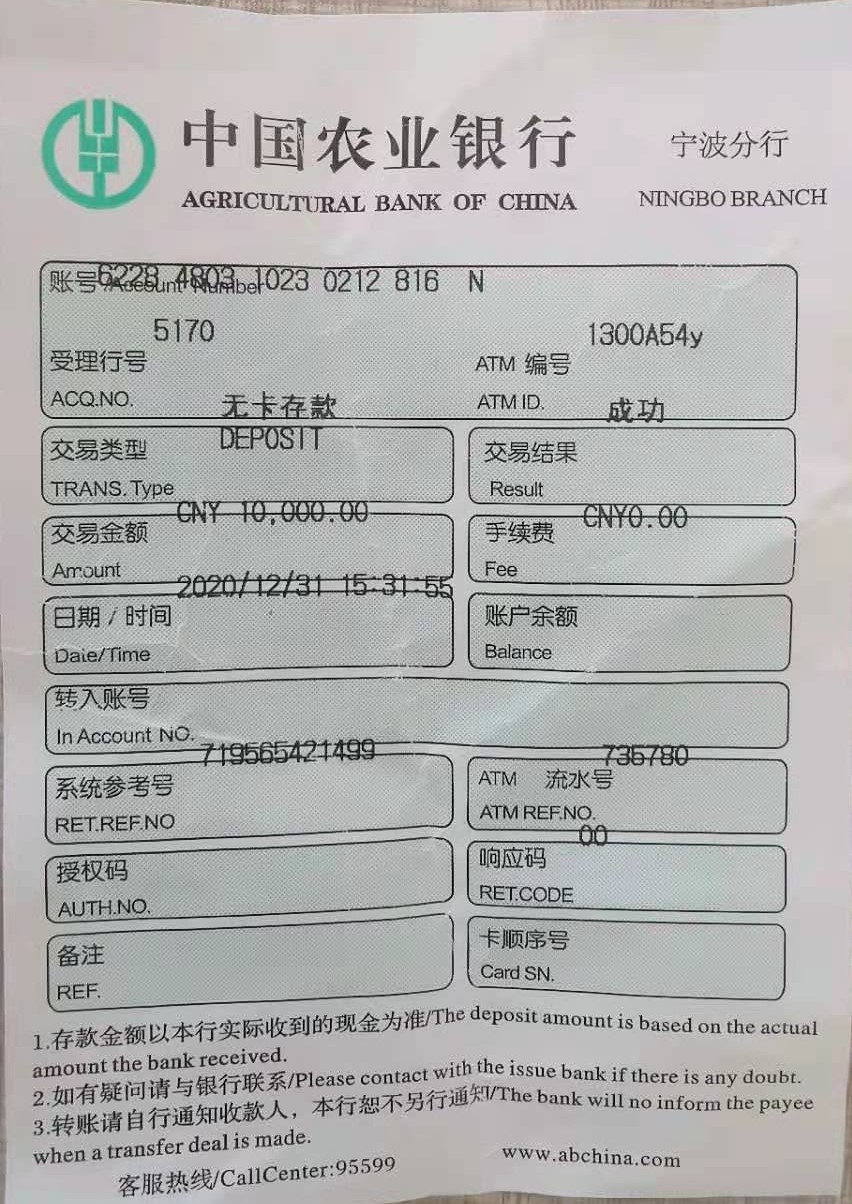 中国农业银行 宁波分行
AGRICULTURAL BANK OF CHINA NINGBO BRANCH
账号/Account Number 6228 4803 1023 0212 816 N
5170 1300A54y
受理行号 ATM 编号
ACQ.NO. ATM ID.
无卡存款 成功
DEPOSIT
交易类型 交易结果
TRANS. Type Result
CNY 10,000.00 CNY0.00
交易金额 手续费
Amount Fee
2020/12/31 15:31:55
日期 / 时间 账户余额
Date/Time Balance
转入账号
In Account NO.
719565421499 735780
系统参考号 ATM 流水号
RET.REF.NO ATM REF.NO.
00
授权码 响应码
AUTH.NO. RET.CODE
备注 卡顺序号
REF. Card SN.
1.存款金额以本行实际收到的现金为准/The deposit amount is based on the actual
amount the bank received.
2.如有疑问请与银行联系/Please contact with the issue bank if there is any doubt.
3.转账请自行通知收款人，本行恕不另行通知/The bank will no inform the payee
when a transfer deal is made.
客服热线/CallCenter:95599 www.abchina.com